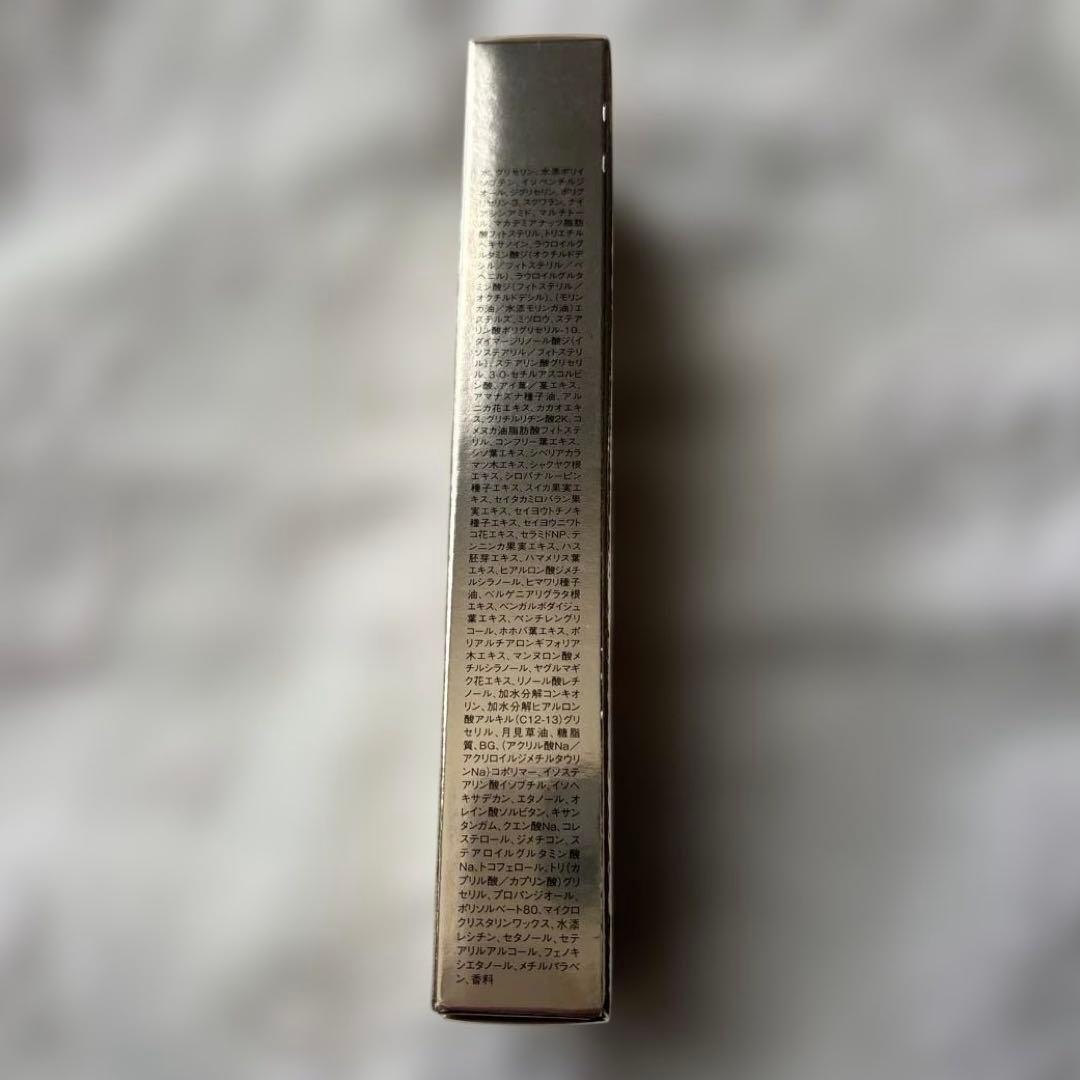 水、グリセリン、水添ポリイ
ソブテン、イソペンチルジ
オール、ジグリセリン、ポリグ
リセリン-3、スクワラン、ナイ
アシンアミド、マルチトー
ル、マカデミアナッツ脂肪
酸フィトステリル、トリエチル
ヘキサノイン、ラウロイルグ
ルタミン酸ジ(オクチルドデ
シル／フィトステリル／ベ
ヘニル)、ラウロイルグルタ
ミン酸ジ(フィトステリル／
オクチルドデシル)、(モリン
ガ油／水添モリンガ油)エ
ステルズ、ミツロウ、ステア
リン酸ポリグリセリル-10、
ダイマージリノール酸ジ(イ
ソステアリル／フィトステリ
ル)、ステアリン酸グリセリ
ル、3-O-セチルアスコルビ
ン酸、アイ葉／茎エキス、
アマナズナ種子油、アル
ニカ花エキス、カカオエキ
ス、グリチルリチン酸2K、コ
メヌカ油脂肪酸フィトステ
リル、コンフリー葉エキス、
シソ葉エキス、シベリアカラ
マツ木エキス、シャクヤク根
エキス、シロバナルーピン
種子エキス、スイカ果実エ
キス、セイタカミロバラン果
実エキス、セイヨウトチノキ
種子エキス、セイヨウニワト
コ花エキス、セラミドNP、テ
ンニンカ果実エキス、ハス
胚芽エキス、ハマメリス葉
エキス、ヒアルロン酸ジメチ
ルシラノール、ヒマワリ種子
油、ベルゲニアリグラタ根
エキス、ベンガルボダイジュ
葉エキス、ペンチレングリ
コール、ホホバ葉エキス、ポ
リアルチアロンギフォリア
木エキス、マンヌロン酸メ
チルシラノール、ヤグルマギ
ク花エキス、リノール酸レチ
ノール、加水分解コンキオ
リン、加水分解ヒアルロン
酸アルキル(C12-13)グリ
セリル、月見草油、糖脂
質、BG、(アクリル酸Na／
アクリロイルジメチルタウリ
ンNa)コポリマー、イソステ
アリン酸イソプチル、イソヘ
キサデカン、エタノール、オ
レイン酸ソルビタン、キサン
タンガム、クエン酸Na、コレ
ステロール、ジメチコン、ス
テアロイルグルタミン酸
Na、トコフェロール、トリ(カ
プリル酸／カプリン酸)グリ
セリル、プロパンジオール、
ポリソルベート80、マイクロ
クリスタリンワックス、水添
レシチン、セタノール、セテ
アリルアルコール、フェノキ
シエタノール、メチルパラベ
ン、香料